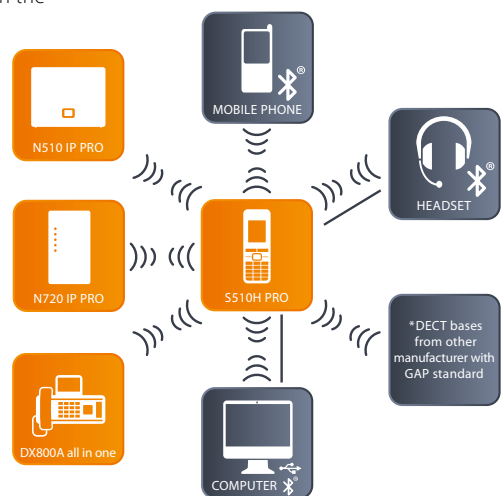 n the
MOBILE PHONE
®
N510 IP PRO
®
HEADSET
N720 IP PRO
S510H PRO
*DECT bases
from other
manufacturer with
GAP standard
DX800A all in one
COMPUTER
®